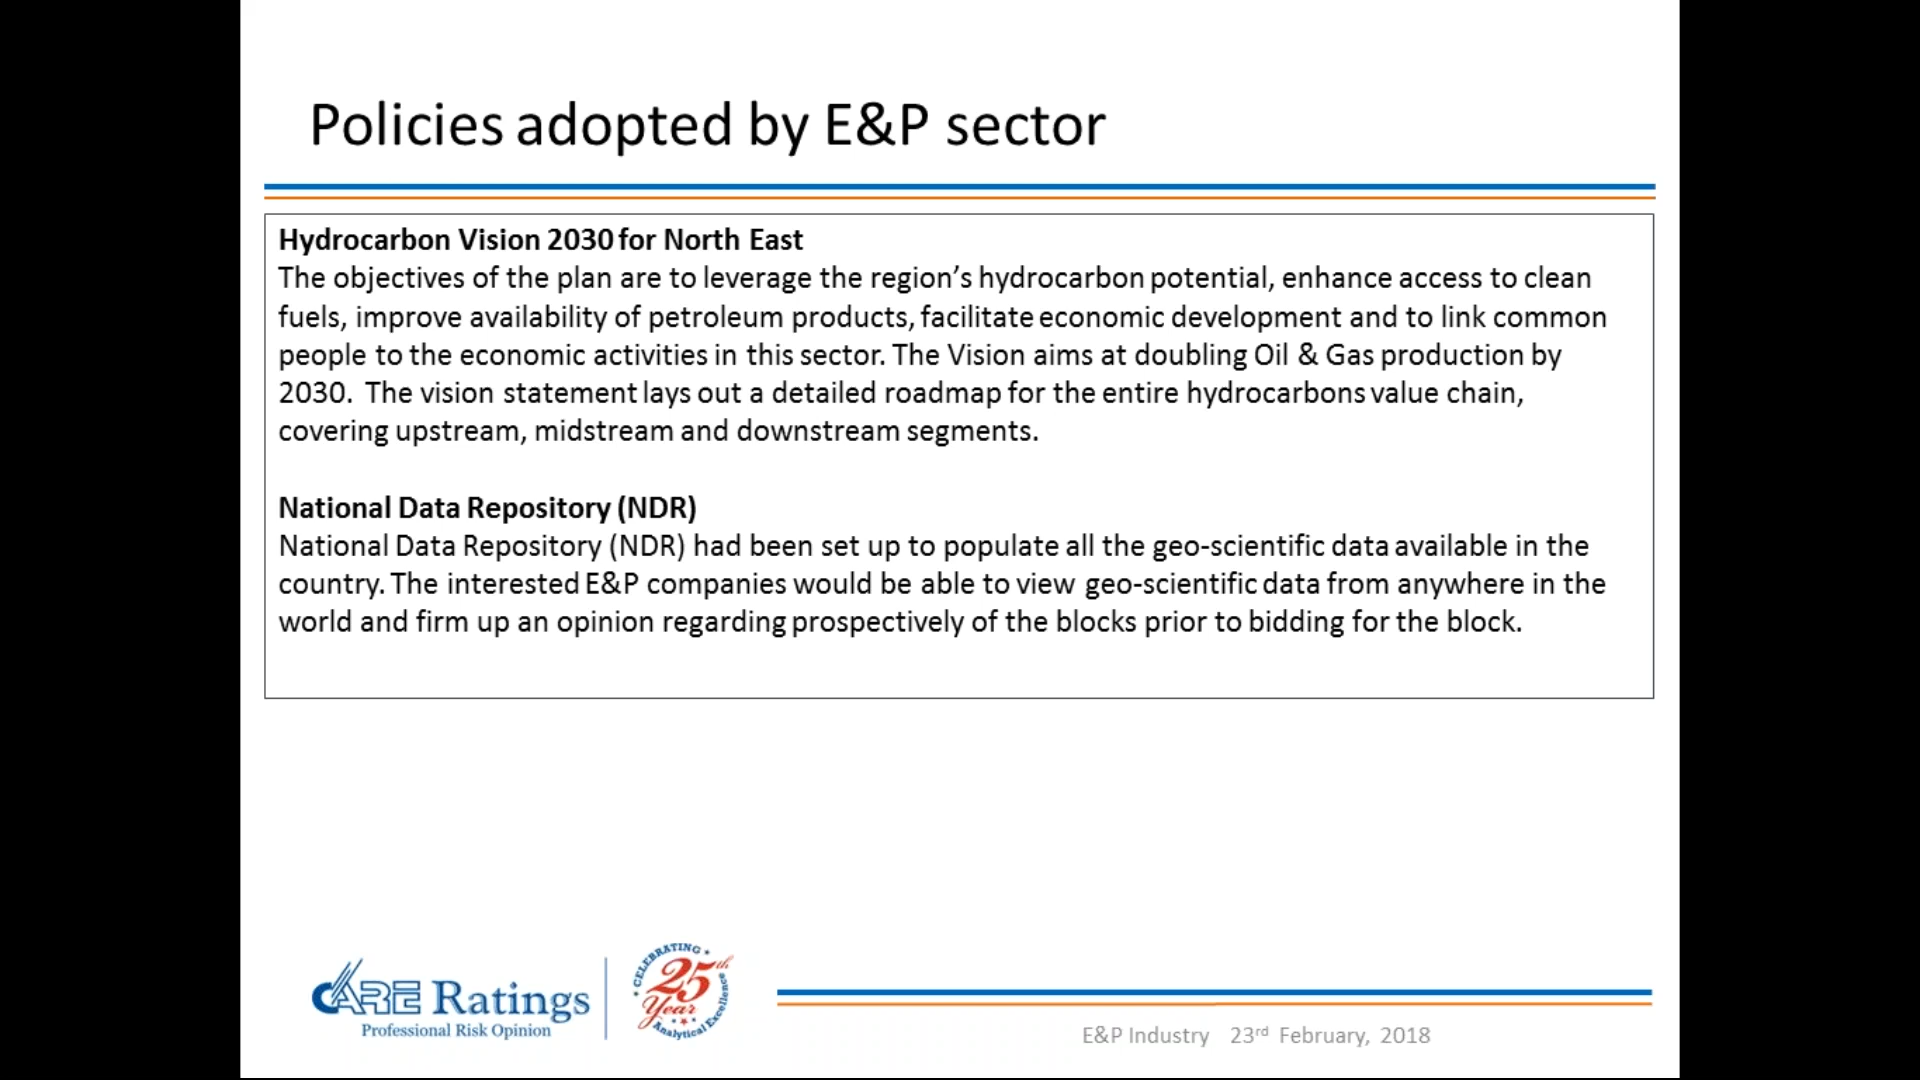 Policies adopted by E&P sector
Hydrocarbon Vision 2030 for North East
The objectives of the plan are to leverage the region’s hydrocarbon potential, enhance access to clean
fuels, improve availability of petroleum products, facilitate economic development and to link common
people to the economic activities in this sector. The Vision aims at doubling Oil & Gas production by
2030. The vision statement lays out a detailed roadmap for the entire hydrocarbons value chain,
covering upstream, midstream and downstream segments.
National Data Repository (NDR)
National Data Repository (NDR) had been set up to populate all the geo-scientific data available in the
country. The interested E&P companies would be able to view geo-scientific data from anywhere in the
world and firm up an opinion regarding prospectively of the blocks prior to bidding for the block.
CARE Ratings
Professional Risk Opinion
CELEBRATING
25th
Year
Analytical Excellence
E&P Industry 23rd February, 2018